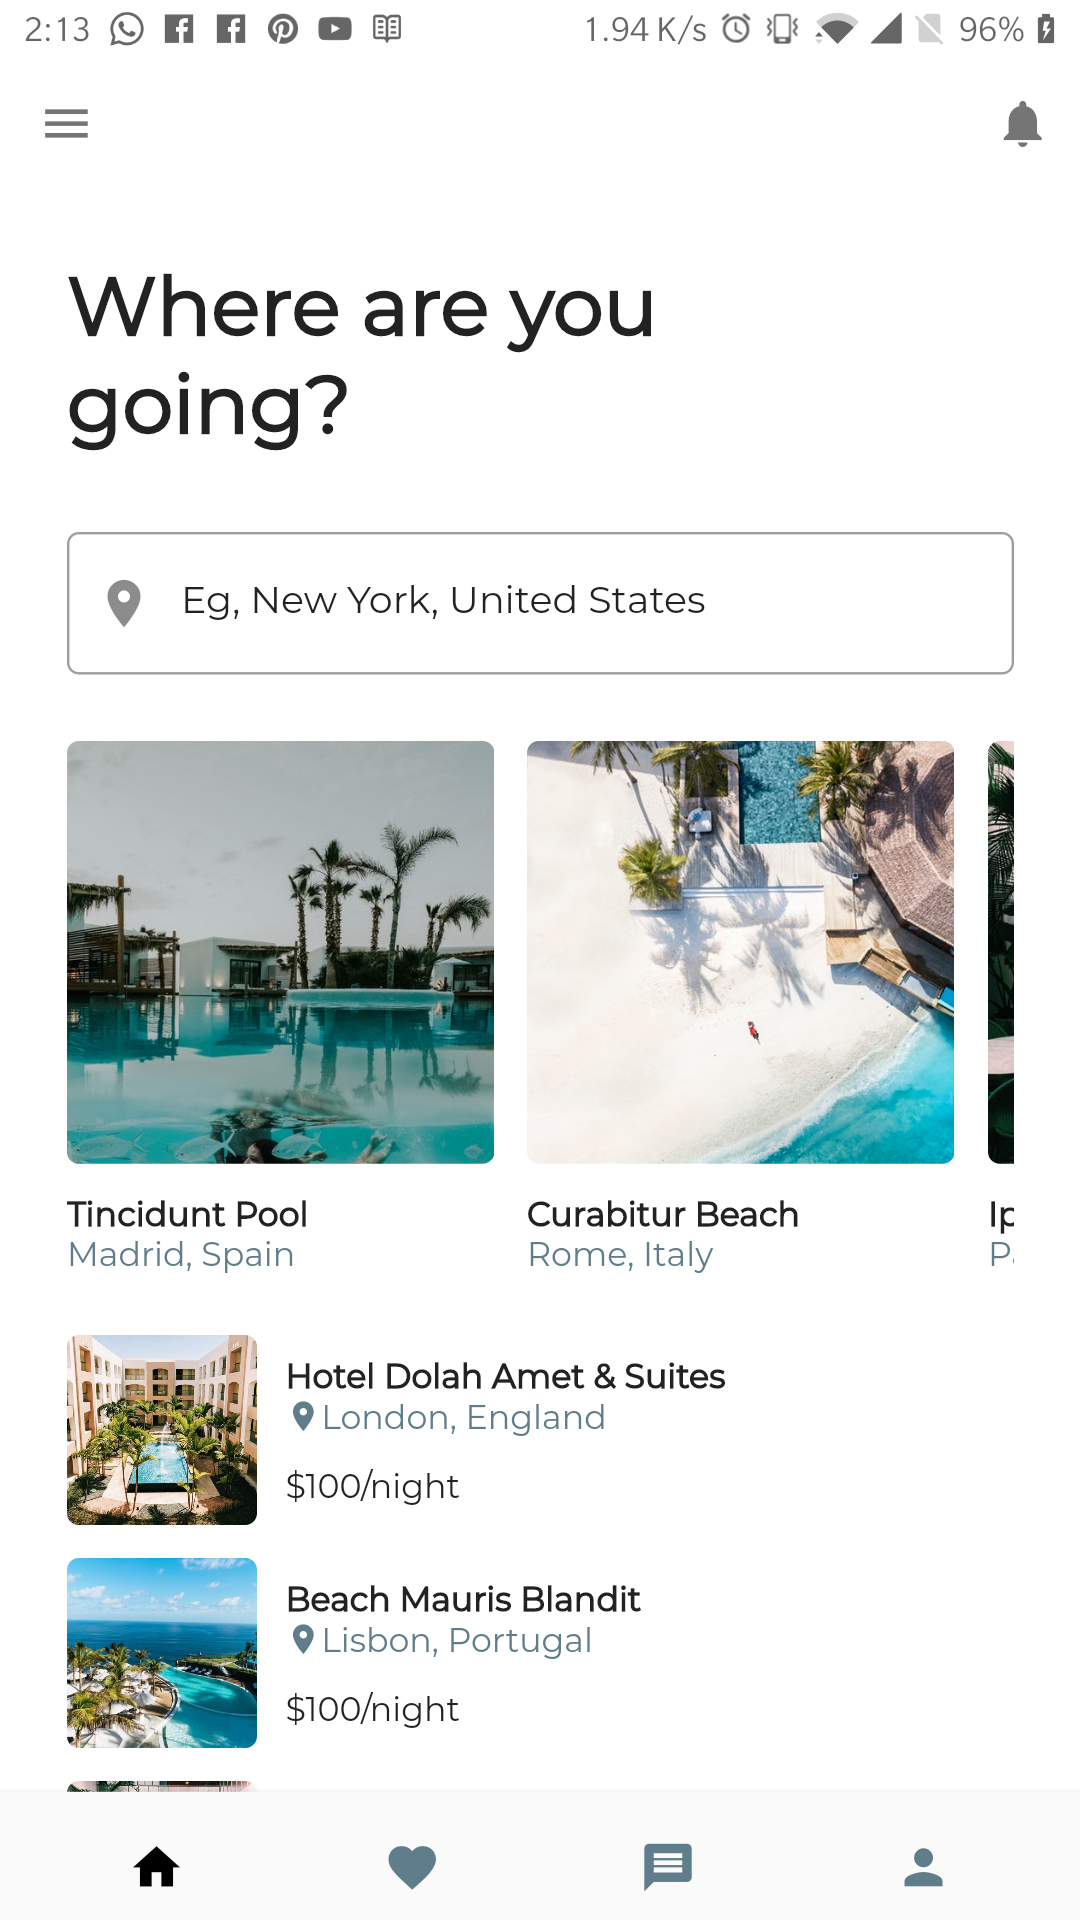 2:13 1.94 K/s 96%
Where are you
going?
Eg, New York, United States
Tincidunt Pool
Madrid, Spain
Curabitur Beach
Rome, Italy
Hotel Dolah Amet & Suites
London, England
$100/night
Beach Mauris Blandit
Lisbon, Portugal
$100/night